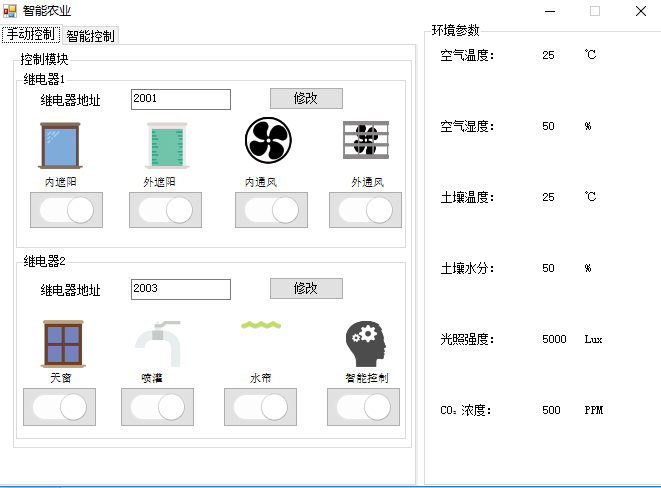 智能农业
手动控制 智能控制
控制模块
继电器1
继电器地址 2001 修改
内遮阳 外遮阳 内通风 外通风
继电器2
继电器地址 2003 修改
天窗 喷灌 水帘 智能控制
环境参数
空气温度： 25 ℃
空气湿度： 50 %
土壤温度： 25 ℃
土壤水分： 50 %
光照强度： 5000 Lux
CO₂ 浓度： 500 PPM